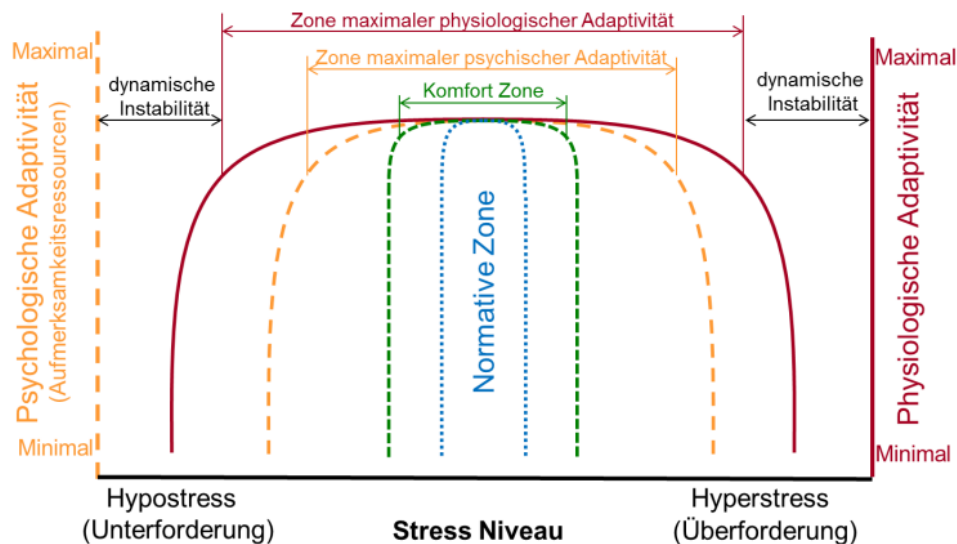 Zone maximaler physiologischer Adaptivität
Maximal
Zone maximaler psychischer Adaptivität
Maximal
dynamische
Instabilität
Komfort Zone
dynamische
Instabilität
Psychologische Adaptivität
(Aufmerksamkeitsressourcen)
Normative Zone
Physiologische Adaptivität
Minimal
Minimal
Hypostress
(Unterforderung)
Stress Niveau
Hyperstress
(Überforderung)